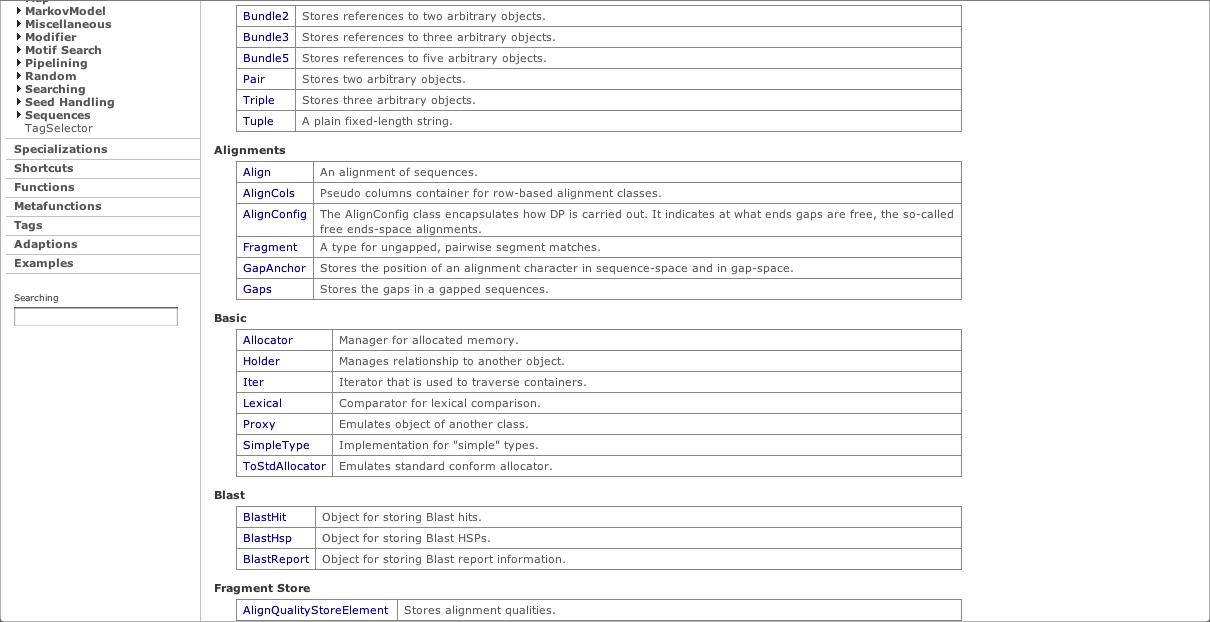 Map
MarkovModel
Miscellaneous
Modifier
Motif Search
Pipelining
Random
Searching
Seed Handling
Sequences
TagSelector
Specializations
Shortcuts
Functions
Metafunctions
Tags
Adaptions
Examples
Searching
Bundle2 Stores references to two arbitrary objects.
Bundle3 Stores references to three arbitrary objects.
Bundle5 Stores references to five arbitrary objects.
Pair Stores two arbitrary objects.
Triple Stores three arbitrary objects.
Tuple A plain fixed-length string.
Alignments
Align An alignment of sequences.
AlignCols Pseudo columns container for row-based alignment classes.
AlignConfig The AlignConfig class encapsulates how DP is carried out. It indicates at what ends gaps are free, the so-called
free ends-space alignments.
Fragment A type for ungapped, pairwise segment matches.
GapAnchor Stores the position of an alignment character in sequence-space and in gap-space.
Gaps Stores the gaps in a gapped sequences.
Basic
Allocator Manager for allocated memory.
Holder Manages relationship to another object.
Iter Iterator that is used to traverse containers.
Lexical Comparator for lexical comparison.
Proxy Emulates object of another class.
SimpleType Implementation for "simple" types.
ToStdAllocator Emulates standard conform allocator.
Blast
BlastHit Object for storing Blast hits.
BlastHsp Object for storing Blast HSPs.
BlastReport Object for storing Blast report information.
Fragment Store
AlignQualityStoreElement Stores alignment qualities.